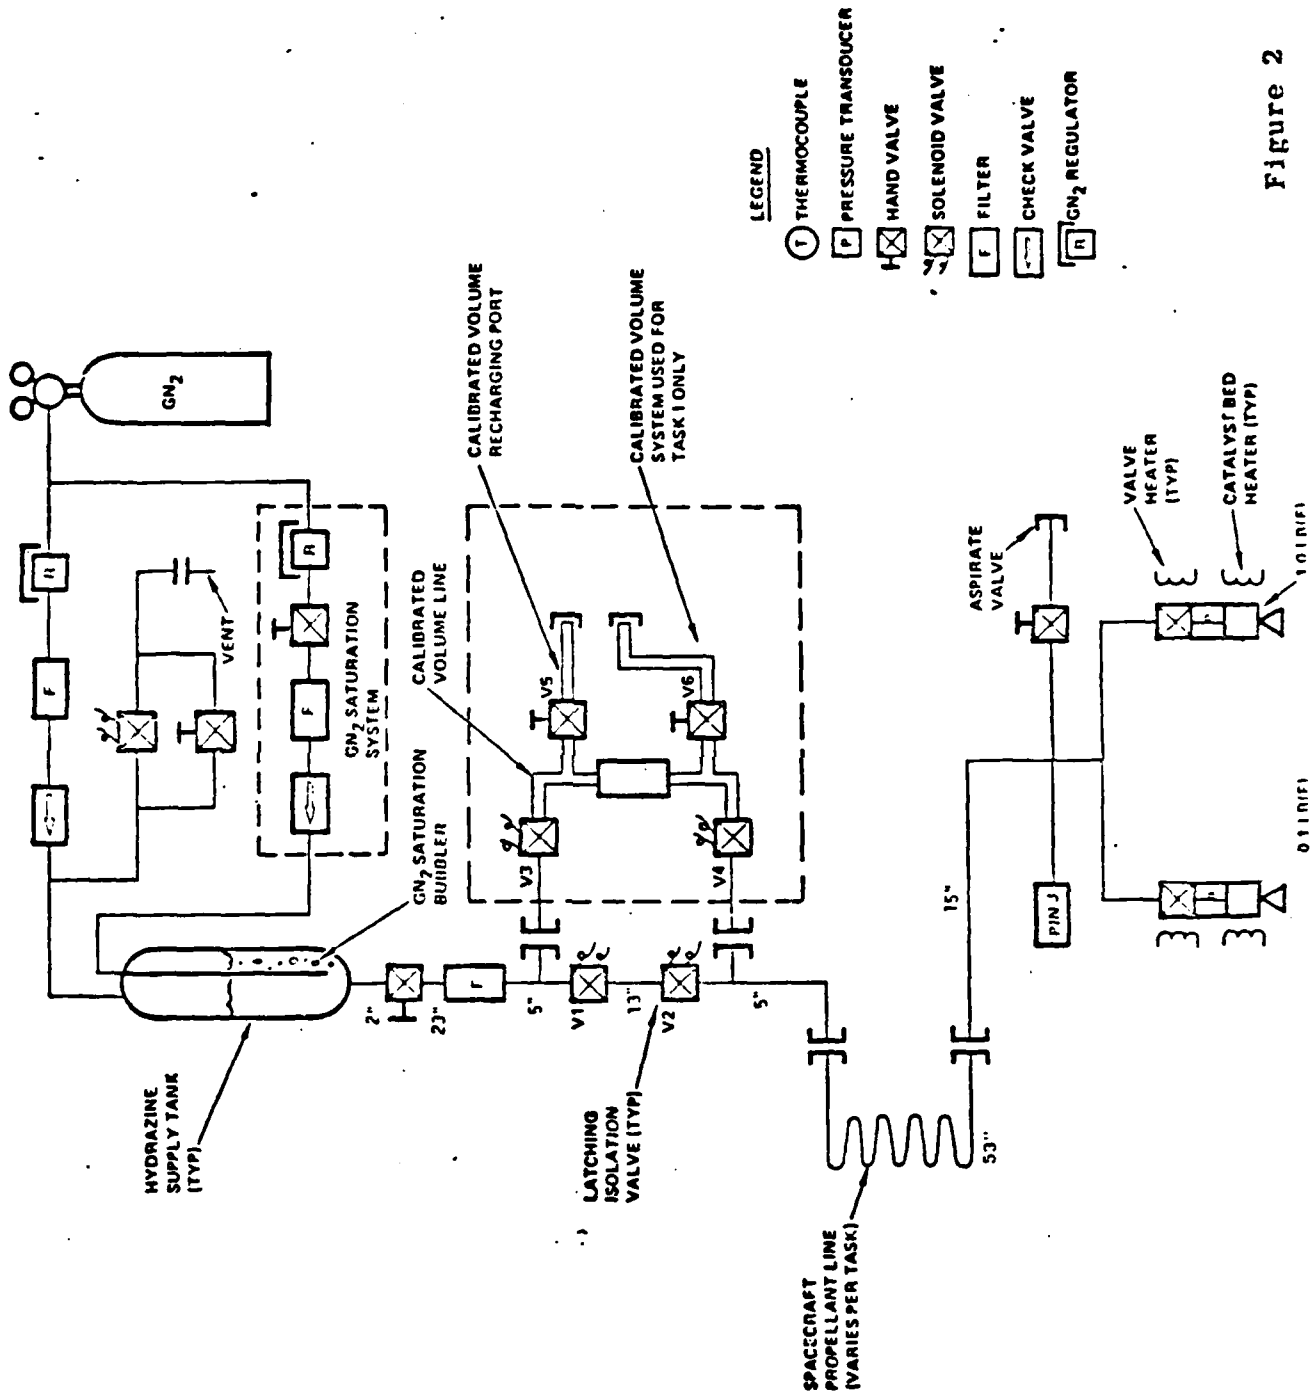 GN₂
R
F
VENT
R
F
GN₂ SATURATION
SYSTEM
GN₂ SATURATION
BUBBLER
HYDRAZINE
SUPPLY TANK
(TYP)
2"
23"
F
5"
V1
13"
V2
5"
LATCHING
ISOLATION
VALVE (TYP)
CALIBRATED
VOLUME LINE
CALIBRATED VOLUME
RECHARGING PORT
CALIBRATED VOLUME
SYSTEM USED FOR
TASK I ONLY
V3
V5
V4
V6
SPACECRAFT
PROPELLANT LINE
(VARIES PER TASK)
53"
15"
PIN J
ASPIRATE
VALVE
VALVE
HEATER
(TYP)
CATALYST BED
HEATER (TYP)
LEGEND
T THERMOCOUPLE
P PRESSURE TRANSDUCER
HAND VALVE
SOLENOID VALVE
F FILTER
CHECK VALVE
R GN₂ REGULATOR
Figure 2